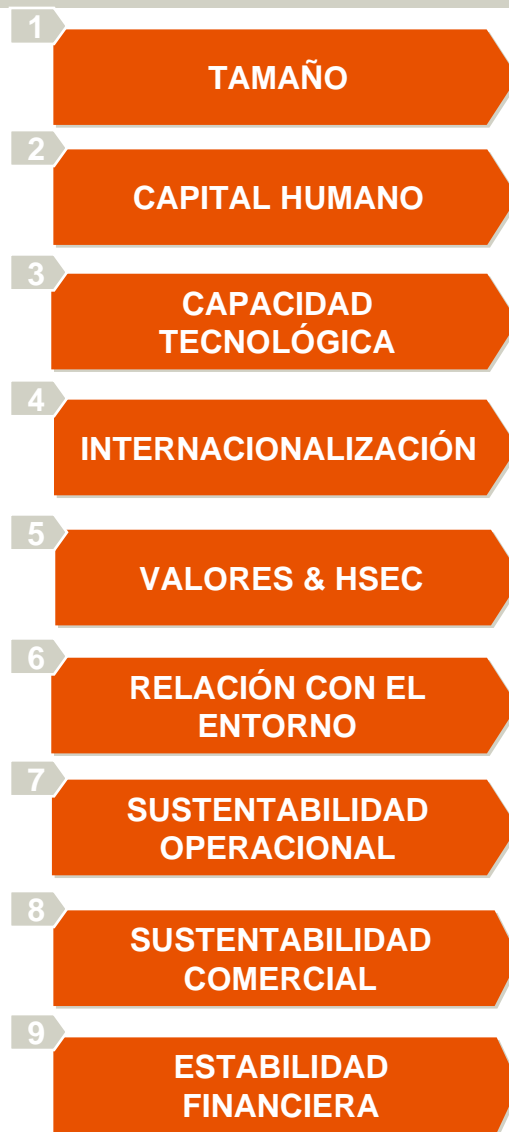 1
TAMAÑO
2
CAPITAL HUMANO
3
CAPACIDAD
TECNOLÓGICA
4
INTERNACIONALIZACIÓN
5
VALORES & HSEC
6
RELACIÓN CON EL
ENTORNO
7
SUSTENTABILIDAD
OPERACIONAL
8
SUSTENTABILIDAD
COMERCIAL
9
ESTABILIDAD
FINANCIERA